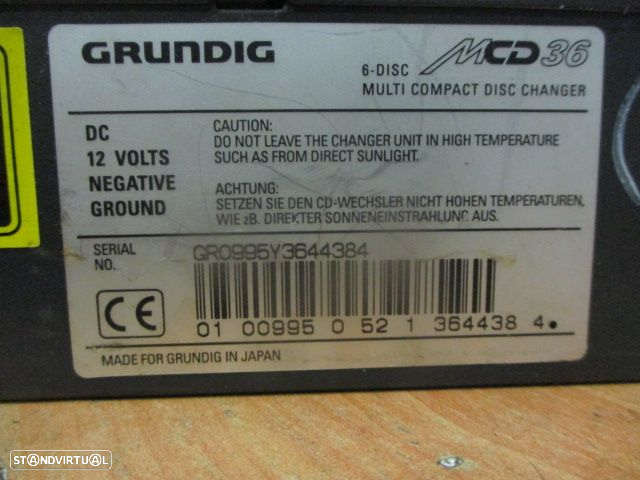 GRUNDIG
6-DISC MCD 36
MULTI COMPACT DISC CHANGER
DC
12 VOLTS
NEGATIVE
GROUND
CAUTION:
DO NOT LEAVE THE CHANGER UNIT IN HIGH TEMPERATURE
SUCH AS FROM DIRECT SUNLIGHT.
ACHTUNG:
SETZEN SIE DEN CD-WECHSLER NICHT HOHEN TEMPERATUREN,
WIE zB. DIREKTER SONNENEINSTRAHLUNG AUS.
SERIAL
NO.
GR0995Y3644384
CE
01 00995 0 52 1 364438 4.
MADE FOR GRUNDIG IN JAPAN
STANDVIRTUAL